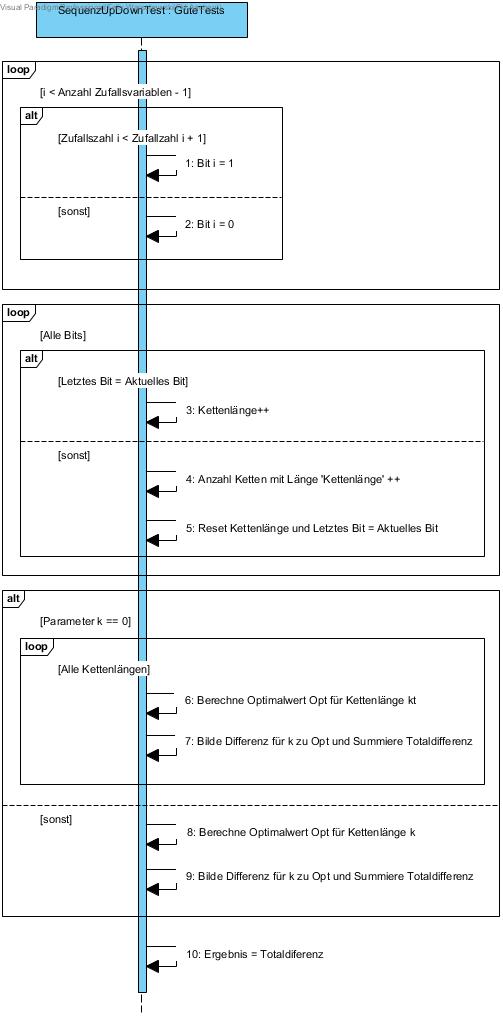 Visual Paradigm
SequenzUpDownTest : GüteTests
loop
[i < Anzahl Zufallsvariablen - 1]
alt
[Zufallszahl i < Zufallzahl i + 1]
1: Bit i = 1
[sonst]
2: Bit i = 0
loop
[Alle Bits]
alt
[Letztes Bit = Aktuelles Bit]
3: Kettenlänge++
[sonst]
4: Anzahl Ketten mit Länge 'Kettenlänge' ++
5: Reset Kettenlänge und Letztes Bit = Aktuelles Bit
alt
[Parameter k == 0]
loop
[Alle Kettenlängen]
6: Berechne Optimalwert Opt für Kettenlänge kt
7: Bilde Differenz für k zu Opt und Summiere Totaldifferenz
[sonst]
8: Berechne Optimalwert Opt für Kettenlänge k
9: Bilde Differenz für k zu Opt und Summiere Totaldifferenz
10: Ergebnis = Totaldiferenz